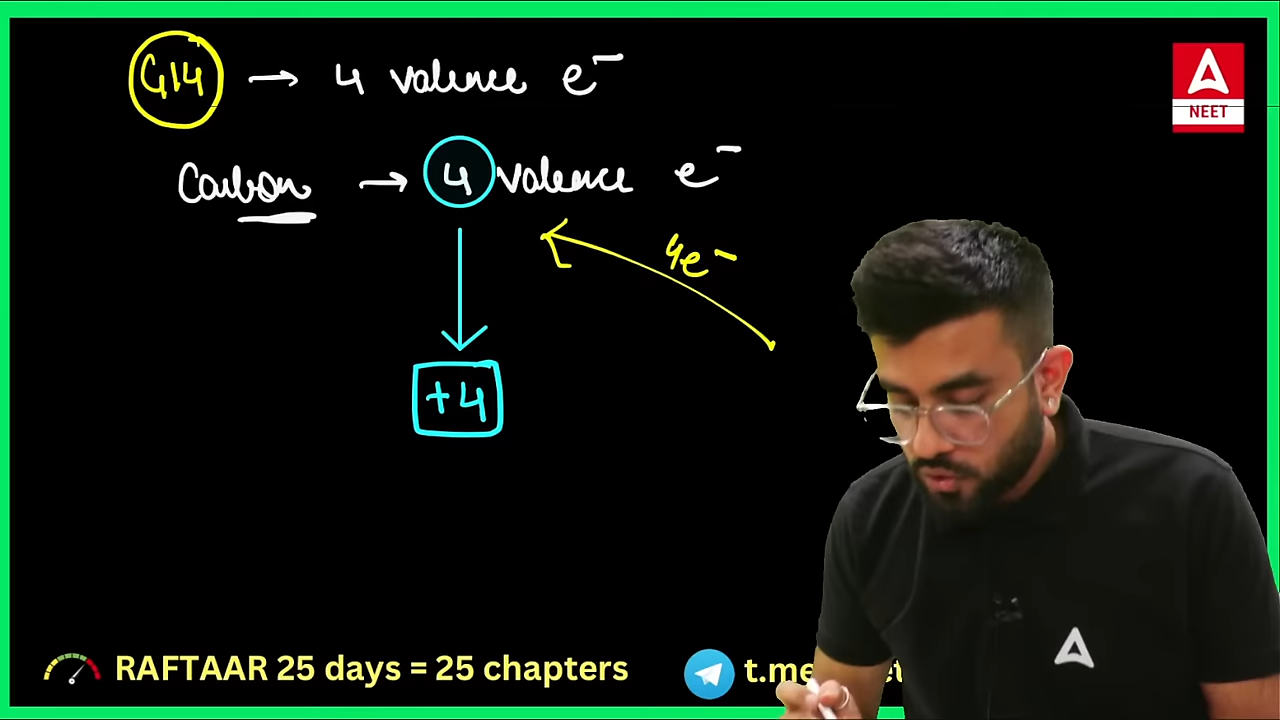 G14 → 4 valence e⁻
Carbon → 4 valence e⁻
4e⁻
+4
NEET
RAFTAAR 25 days = 25 chapters
t.me